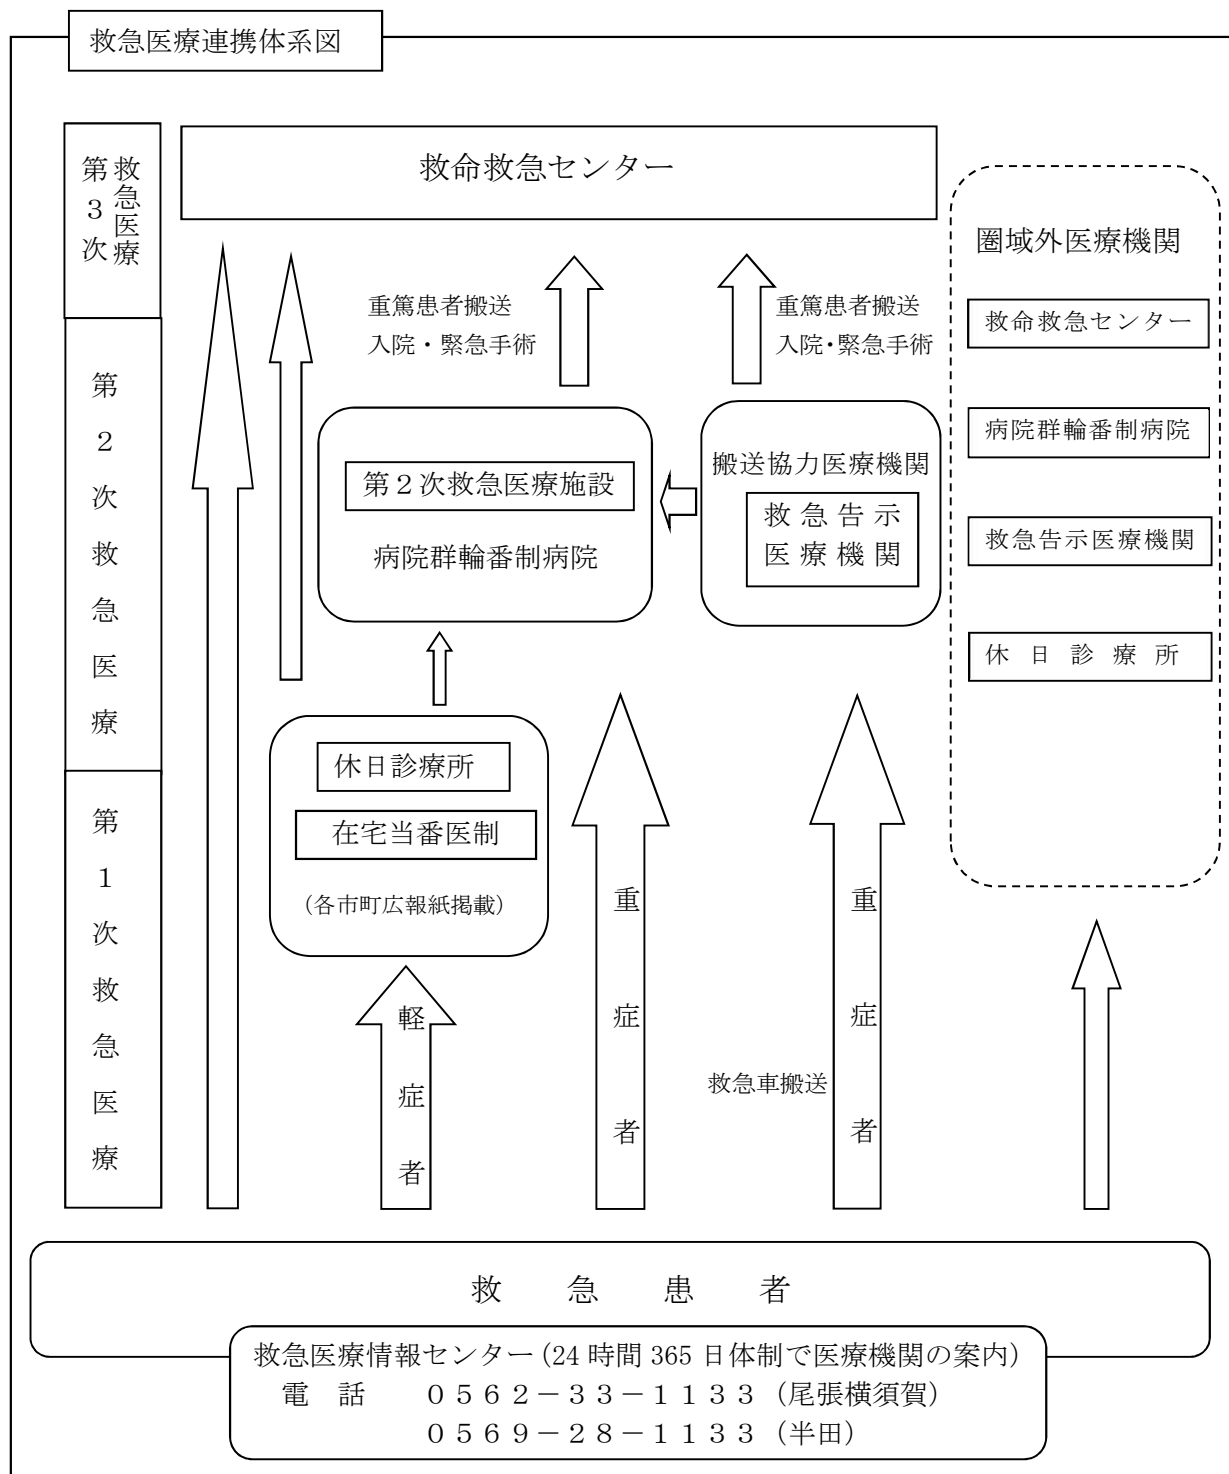 救急医療連携体系図
第３次
救急医療
救命救急センター
圏域外医療機関
重篤患者搬送
入院・緊急手術
重篤患者搬送
入院・緊急手術
救命救急センター
第２次救急医療
病院群輪番制病院
搬送協力医療機関
第２次救急医療施設
救急告示
医療機関
病院群輪番制病院
救急告示医療機関
休日診療所
休日診療所
第１次救急医療
在宅当番医制
（各市町広報紙掲載）
軽症者
重症者
重症者
救急車搬送
救急患者
救急医療情報センター（24 時間 365 日体制で医療機関の案内）
電　話　　０５６２－３３－１１３３（尾張横須賀）
０５６９－２８－１１３３（半田）